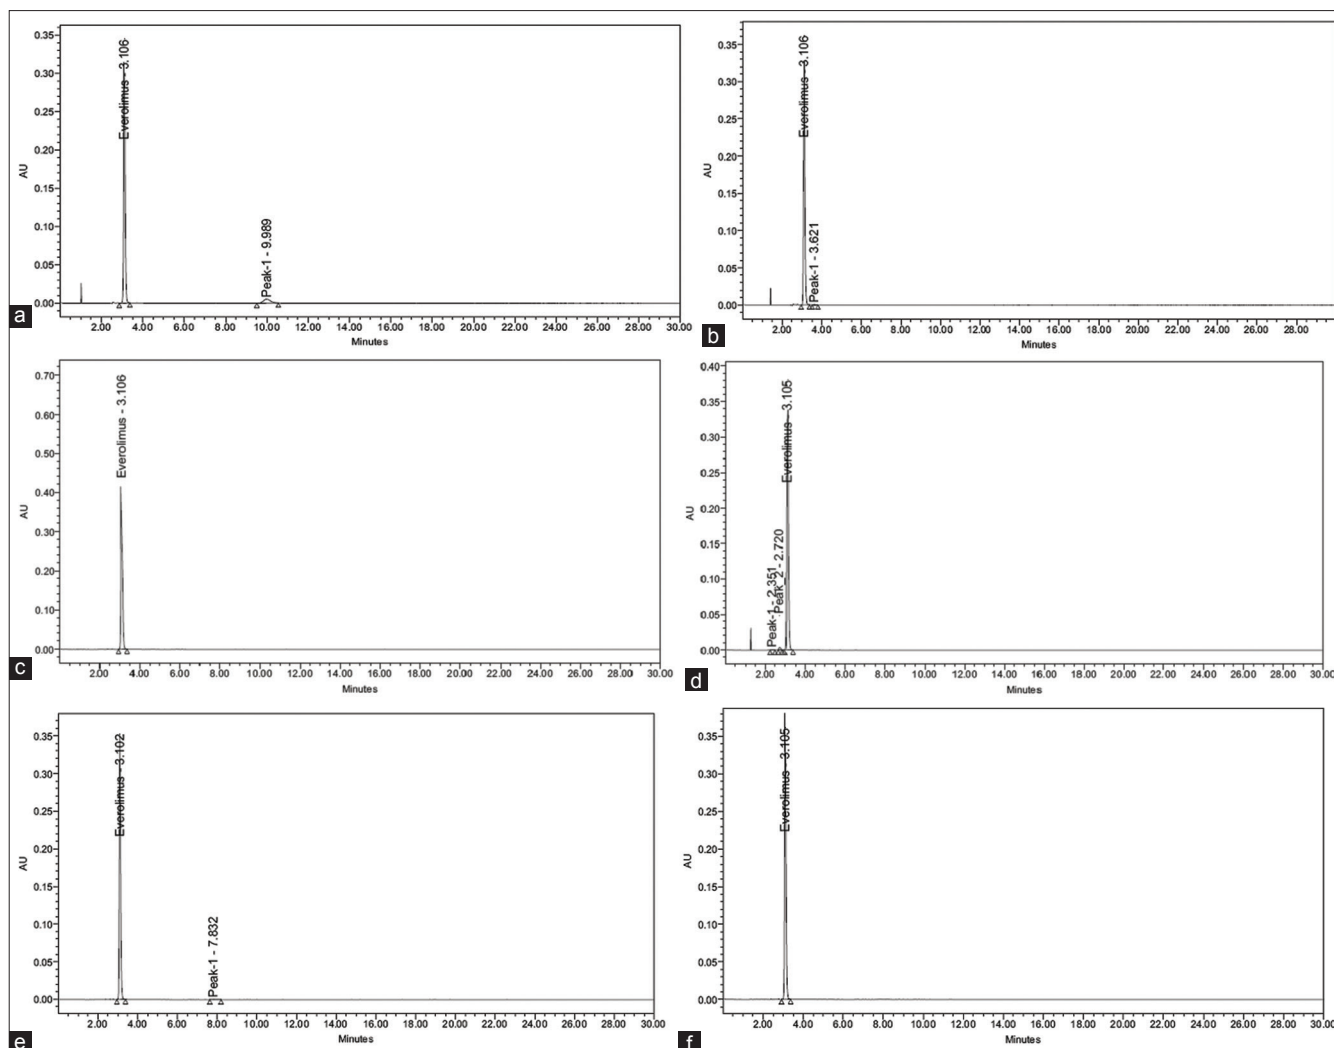 0.35
0.30
0.25
0.20
0.15
0.10
0.05
0.00
AU
Everolimus - 3.106
Peak-1 - 9.989
2.00 4.00 6.00 8.00 10.00 12.00 14.00 16.00 18.00 20.00 22.00 24.00 26.00 28.00 30.00
Minutes
a
0.35
0.30
0.25
0.20
0.15
0.10
0.05
0.00
AU
Everolimus - 3.106
Peak-1 - 3.621
2.00 4.00 6.00 8.00 10.00 12.00 14.00 16.00 18.00 20.00 22.00 24.00 26.00 28.00
Minutes
b
0.70
0.60
0.50
0.40
0.30
0.20
0.10
0.00
AU
Everolimus - 3.106
2.00 4.00 6.00 8.00 10.00 12.00 14.00 16.00 18.00 20.00 22.00 24.00 26.00 28.00 30.00
Minutes
c
0.40
0.35
0.30
0.25
0.20
0.15
0.10
0.05
0.00
AU
Peak-1 - 2.351
Peak 2 - 2.720
Everolimus - 3.105
2.00 4.00 6.00 8.00 10.00 12.00 14.00 16.00 18.00 20.00 22.00 24.00 26.00 28.00 30.00
Minutes
d
0.35
0.30
0.25
0.20
0.15
0.10
0.05
0.00
AU
Everolimus - 3.102
Peak-1 - 7.832
2.00 4.00 6.00 8.00 10.00 12.00 14.00 16.00 18.00 20.00 22.00 24.00 26.00 28.00 30.00
Minutes
e
0.35
0.30
0.25
0.20
0.15
0.10
0.05
0.00
AU
Everolimus - 3.105
2.00 4.00 6.00 8.00 10.00 12.00 14.00 16.00 18.00 20.00 22.00 24.00 26.00 28.00 30.00
Minutes
f